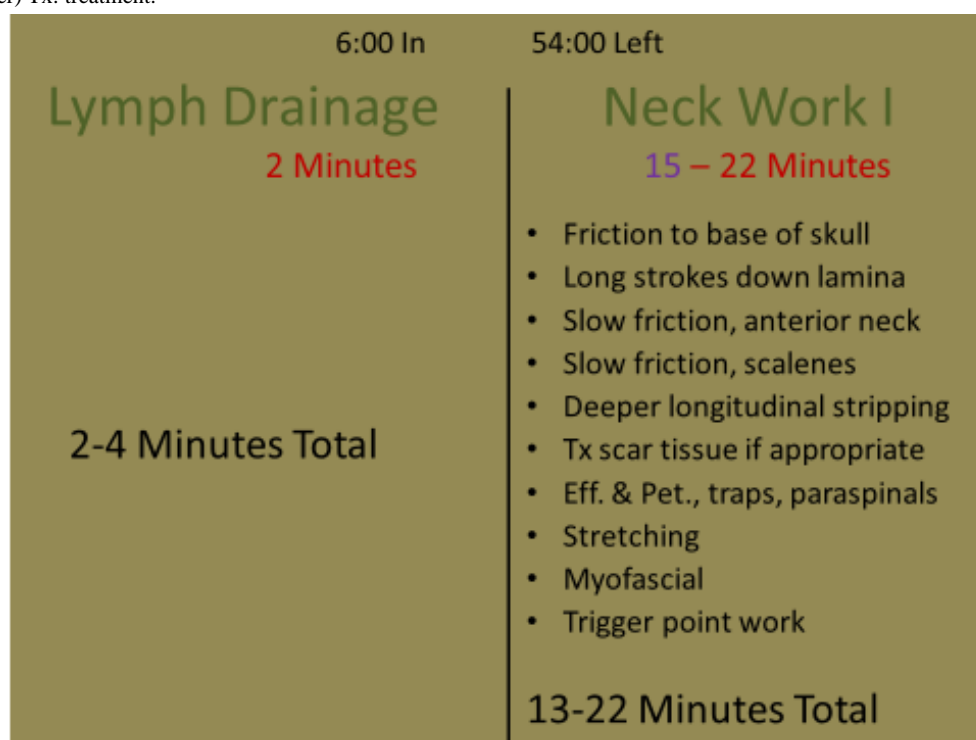 Tx. treatment.
6:00 In
54:00 Left
Lymph Drainage
2 Minutes
2-4 Minutes Total
Neck Work I
15 – 22 Minutes
• Friction to base of skull
• Long strokes down lamina
• Slow friction, anterior neck
• Slow friction, scalenes
• Deeper longitudinal stripping
• Tx scar tissue if appropriate
• Eff. & Pet., traps, paraspinals
• Stretching
• Myofascial
• Trigger point work
13-22 Minutes Total